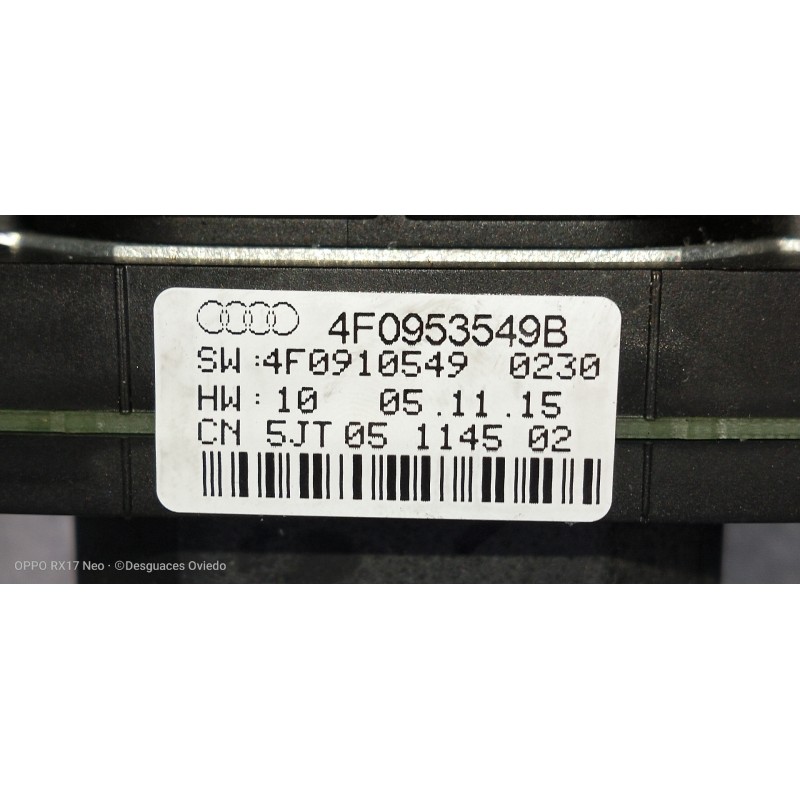 4F0953549B
SW:4F0910549 0230
HW: 10 05.11.15
CN 5JT 05 1145 02
OPPO RX17 Neo · ©Desguaces Oviedo